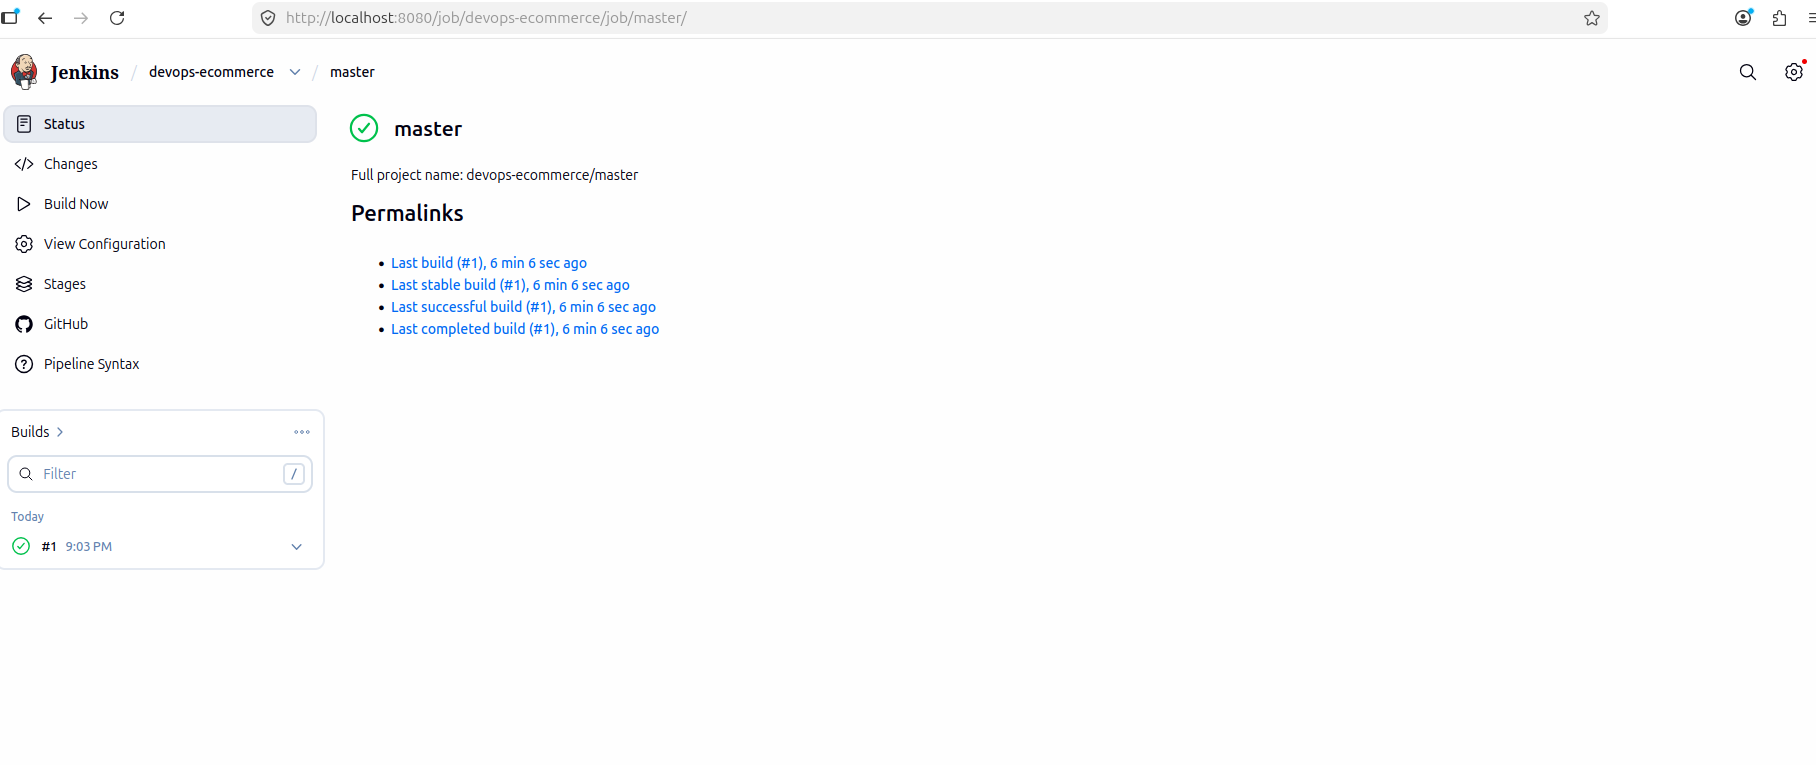 http://localhost:8080/job/devops-ecommerce/job/master/
Jenkins / devops-ecommerce / master
Status
Changes
Build Now
View Configuration
Stages
GitHub
Pipeline Syntax
Builds
Filter /
Today
#1 9:03 PM
master
Full project name: devops-ecommerce/master
Permalinks
Last build (#1), 6 min 6 sec ago
Last stable build (#1), 6 min 6 sec ago
Last successful build (#1), 6 min 6 sec ago
Last completed build (#1), 6 min 6 sec ago